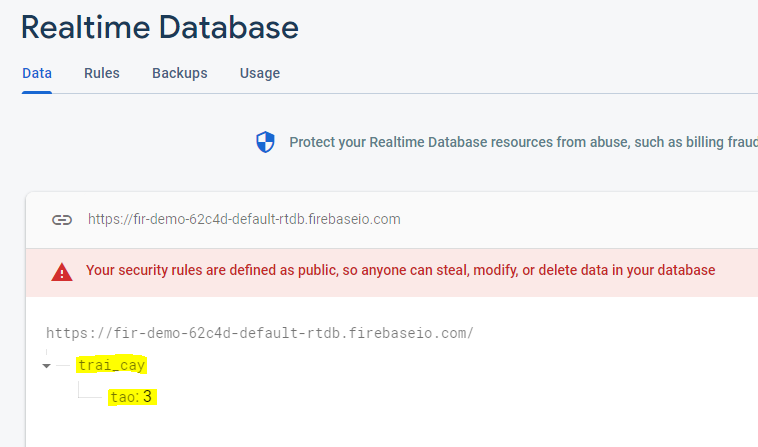 Realtime Database
Data Rules Backups Usage
Protect your Realtime Database resources from abuse, such as billing fraud
https://fir-demo-62c4d-default-rtdb.firebaseio.com
Your security rules are defined as public, so anyone can steal, modify, or delete data in your database
https://fir-demo-62c4d-default-rtdb.firebaseio.com/
trai_cay
tao: 3